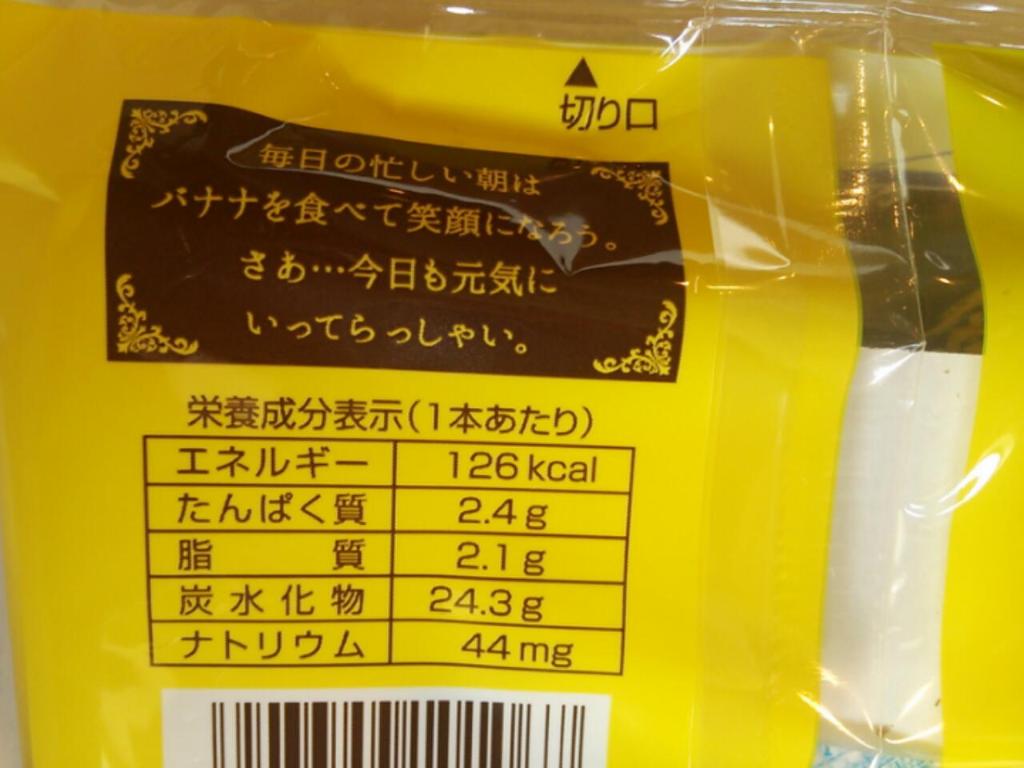 ▲
切り口
毎日の忙しい朝は
バナナを食べて笑顔になろう。
さあ…今日も元気に
いってらっしゃい。
栄養成分表示(1本あたり)
エネルギー 126kcal
たんぱく質 2.4g
脂質 2.1g
炭水化物 24.3g
ナトリウム 44mg